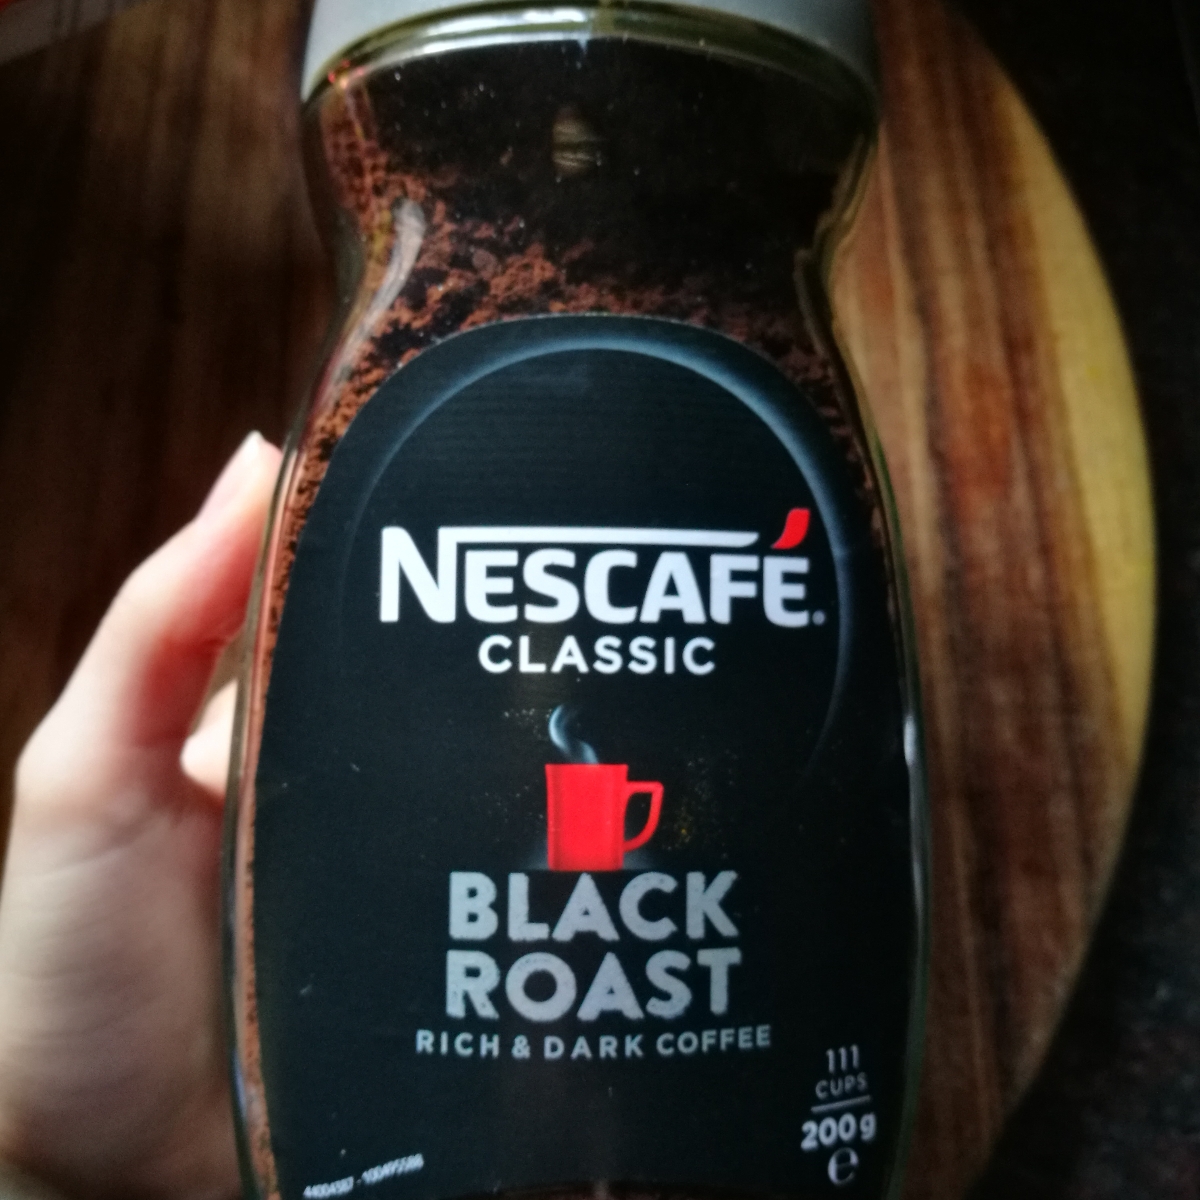 NESCAFÉ.
CLASSIC
BLACK
ROAST
RICH & DARK COFFEE
111
CUPS
200g
℮